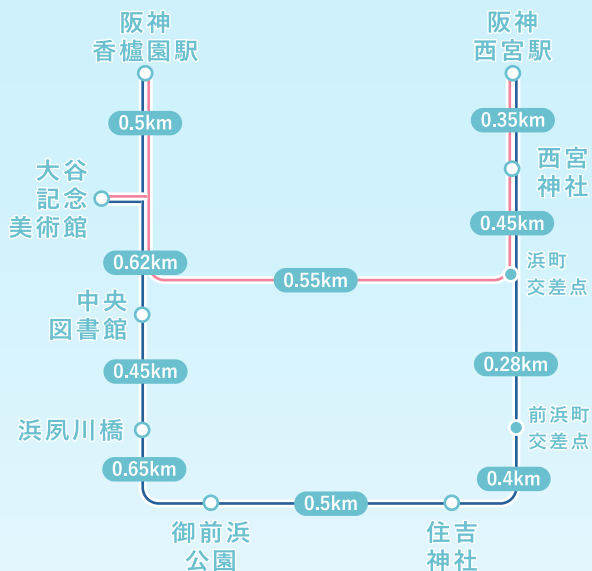 阪神
香櫨園駅
阪神
西宮駅
0.5km
0.35km
大谷
記念
美術館
西宮
神社
0.45km
0.62km
0.55km
浜町
交差点
中央
図書館
0.45km
0.28km
浜夙川橋
前浜町
交差点
0.65km
0.4km
0.5km
御前浜
公園
住吉
神社